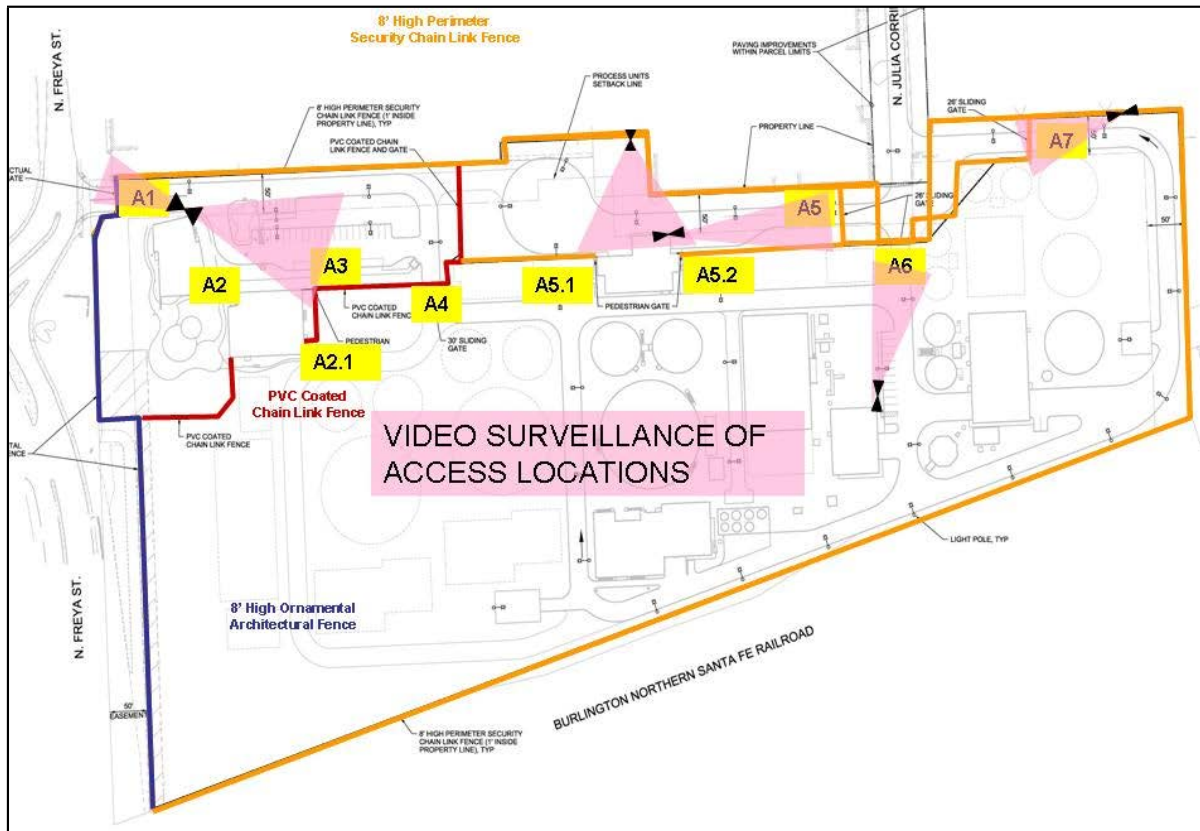 8' High Perimeter
Security Chain Link Fence
N. FREYA ST.
8' HIGH PERIMETER SECURITY
CHAIN LINK FENCE (1' INSIDE
PROPERTY LINE), TYP
PVC COATED CHAIN
LINK FENCE AND GATE
PROCESS UNITS
SETBACK LINE
PAVING IMPROVEMENTS
WITHIN PARCEL LIMITS
N. JULIA CORRI
PROPERTY LINE
26' SLIDING
GATE
A1
50'
A2
A3
A4
PVC COATED
CHAIN LINK FENC
PEDESTRIAN
30' SLIDING
GATE
A2.1
A5.1
PEDESTRIAN GATE
A5.2
50'
A5
26' SLIDING
GATE
A6
A7
50'
50'
PVC Coated
Chain Link Fence
PVC COATED
CHAIN LINK FENCE
VIDEO SURVEILLANCE OF
ACCESS LOCATIONS
LIGHT POLE, TYP
8' High Ornamental
Architectural Fence
N. FREYA ST.
50'
EASEMENT
8' HIGH PERIMETER SECURITY
CHAIN LINK FENCE (1' INSIDE
PROPERTY LINE), TYP
BURLINGTON NORTHERN SANTA FE RAILROAD